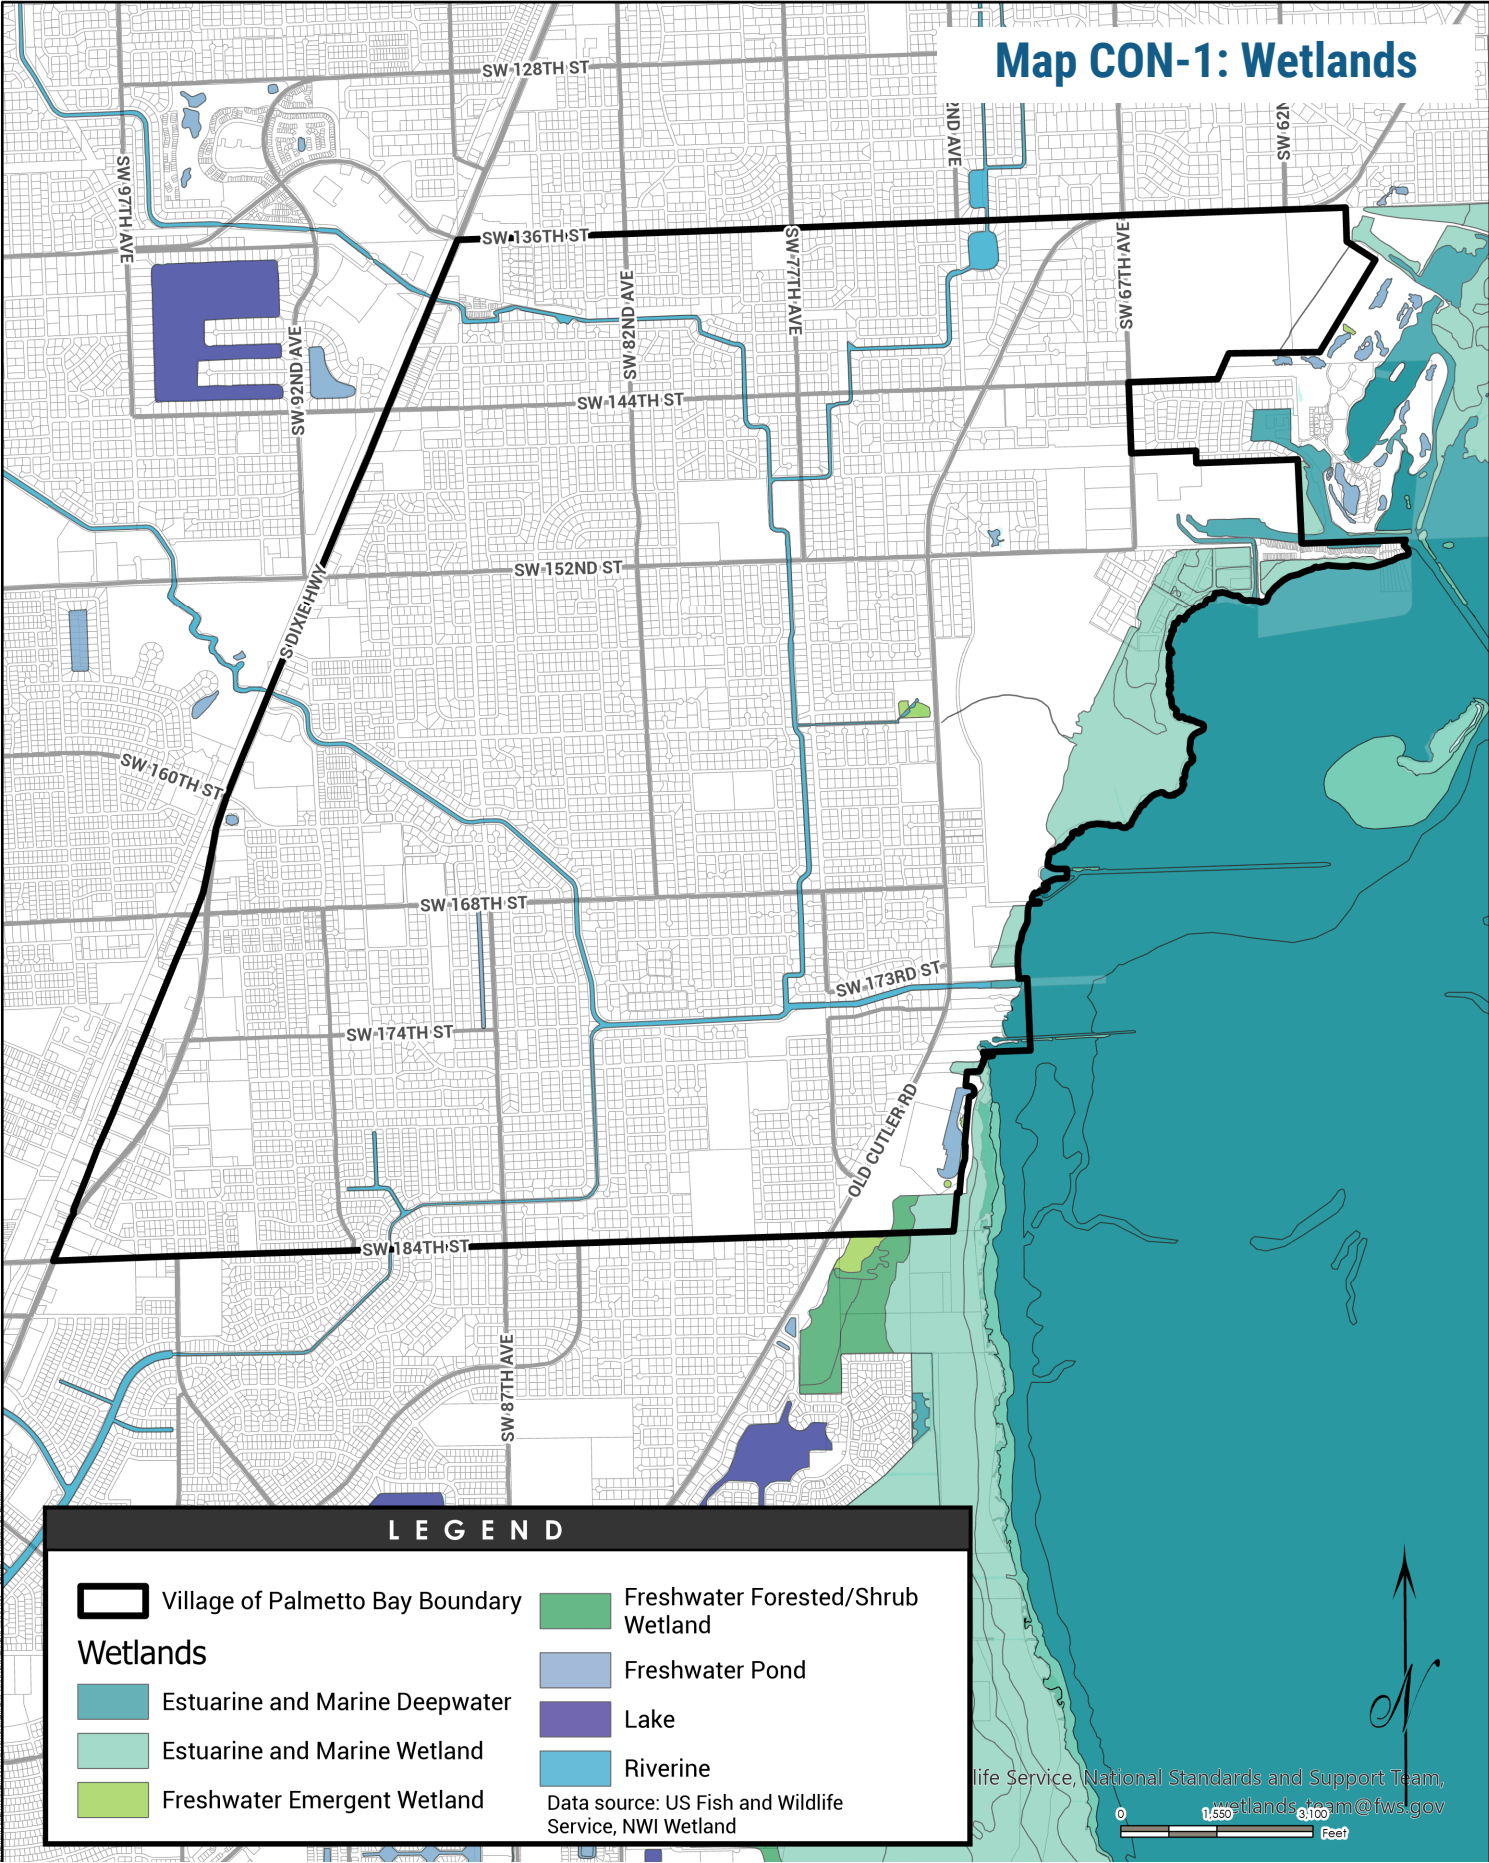 Map CON-1: Wetlands
SW 128TH ST
SW 97TH AVE
2ND AVE
SW 62N
SW 136TH ST
SW 77TH AVE
SW 67TH AVE
SW 82ND AVE
SW 92ND AVE
SW 144TH ST
SW 152ND ST
S DIXIE HWY
SW 160TH ST
SW 168TH ST
SW 173RD ST
SW 174TH ST
OLD CUTLER RD
SW 184TH ST
SW 87TH AVE
LEGEND
Village of Palmetto Bay Boundary
Wetlands
Estuarine and Marine Deepwater
Estuarine and Marine Wetland
Freshwater Emergent Wetland
Freshwater Forested/Shrub
Wetland
Freshwater Pond
Lake
Riverine
Data source: US Fish and Wildlife
Service, NWI Wetland
N
life Service, National Standards and Support Team,
wetlands_team@fws.gov
0 1,550 3,100
Feet